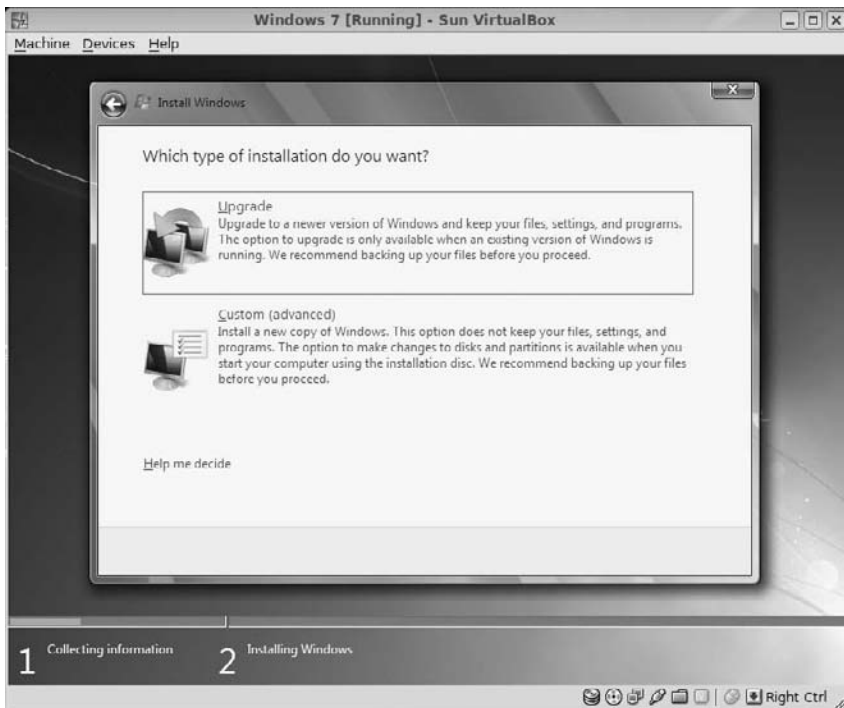 Windows 7 [Running] - Sun VirtualBox
Machine Devices Help
Install Windows
Which type of installation do you want?
Upgrade
Upgrade to a newer version of Windows and keep your files, settings, and programs.
The option to upgrade is only available when an existing version of Windows is
running. We recommend backing up your files before you proceed.
Custom (advanced)
Install a new copy of Windows. This option does not keep your files, settings, and
programs. The option to make changes to disks and partitions is available when you
start your computer using the installation disc. We recommend backing up your files
before you proceed.
Help me decide
1 Collecting information 2 Installing Windows
Right Ctrl